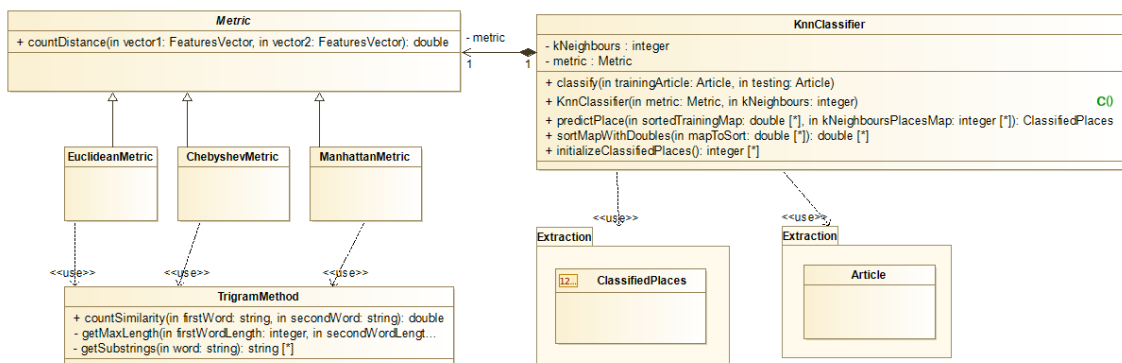 Metric
+ countDistance(in vector1: FeaturesVector, in vector2: FeaturesVector): double
- metric
1
1
KnnClassifier
- kNeighbours : integer
- metric : Metric
+ classify(in trainingArticle: Article, in testing: Article)
+ KnnClassifier(in metric: Metric, in kNeighbours: integer)
C()
+ predictPlace(in sortedTrainingMap: double [*], in kNeighboursPlacesMap: integer [*]): ClassifiedPlaces
+ sortMapWithDoubles(in mapToSort: double [*]): double [*]
+ initializeClassifiedPlaces(): integer [*]
EuclideanMetric
ChebyshevMetric
ManhattanMetric
<<use>>
<<use>>
<<use>>
<<use>>
<<use>>
TrigramMethod
+ countSimilarity(in firstWord: string, in secondWord: string): double
- getMaxLength(in firstWordLength: integer, in secondWordLengt...
- getSubstrings(in word: string): string [*]
Extraction
12...
ClassifiedPlaces
Extraction
Article